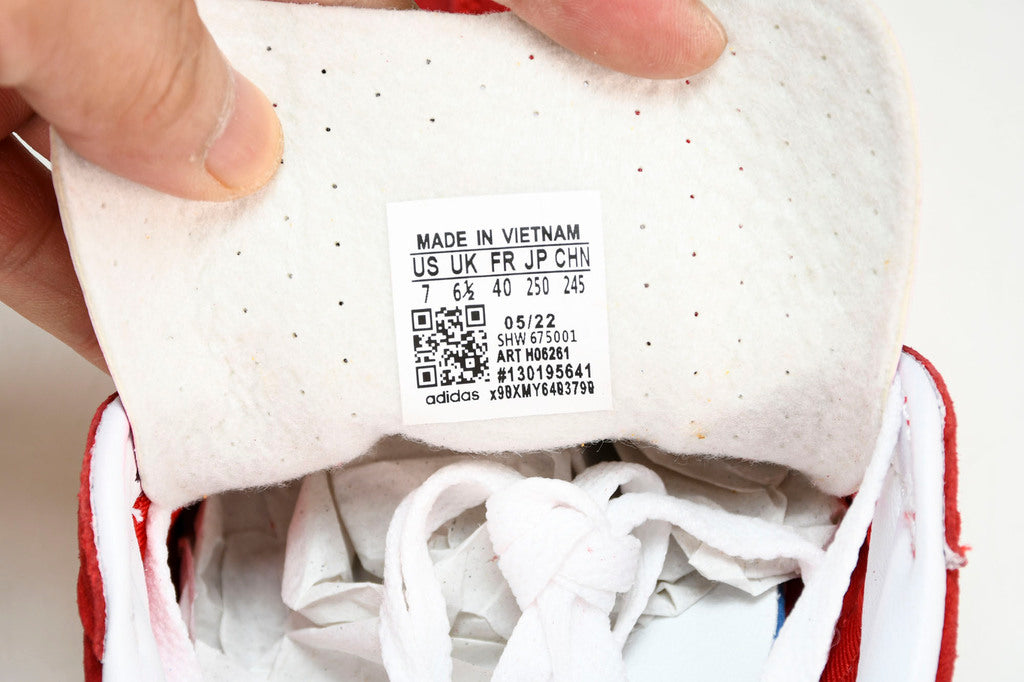 MADE IN VIETNAM
US UK FR JP CHN
7 6½ 40 250 245
05/22
SHW 675001
ART H06261
#130195641
adidas